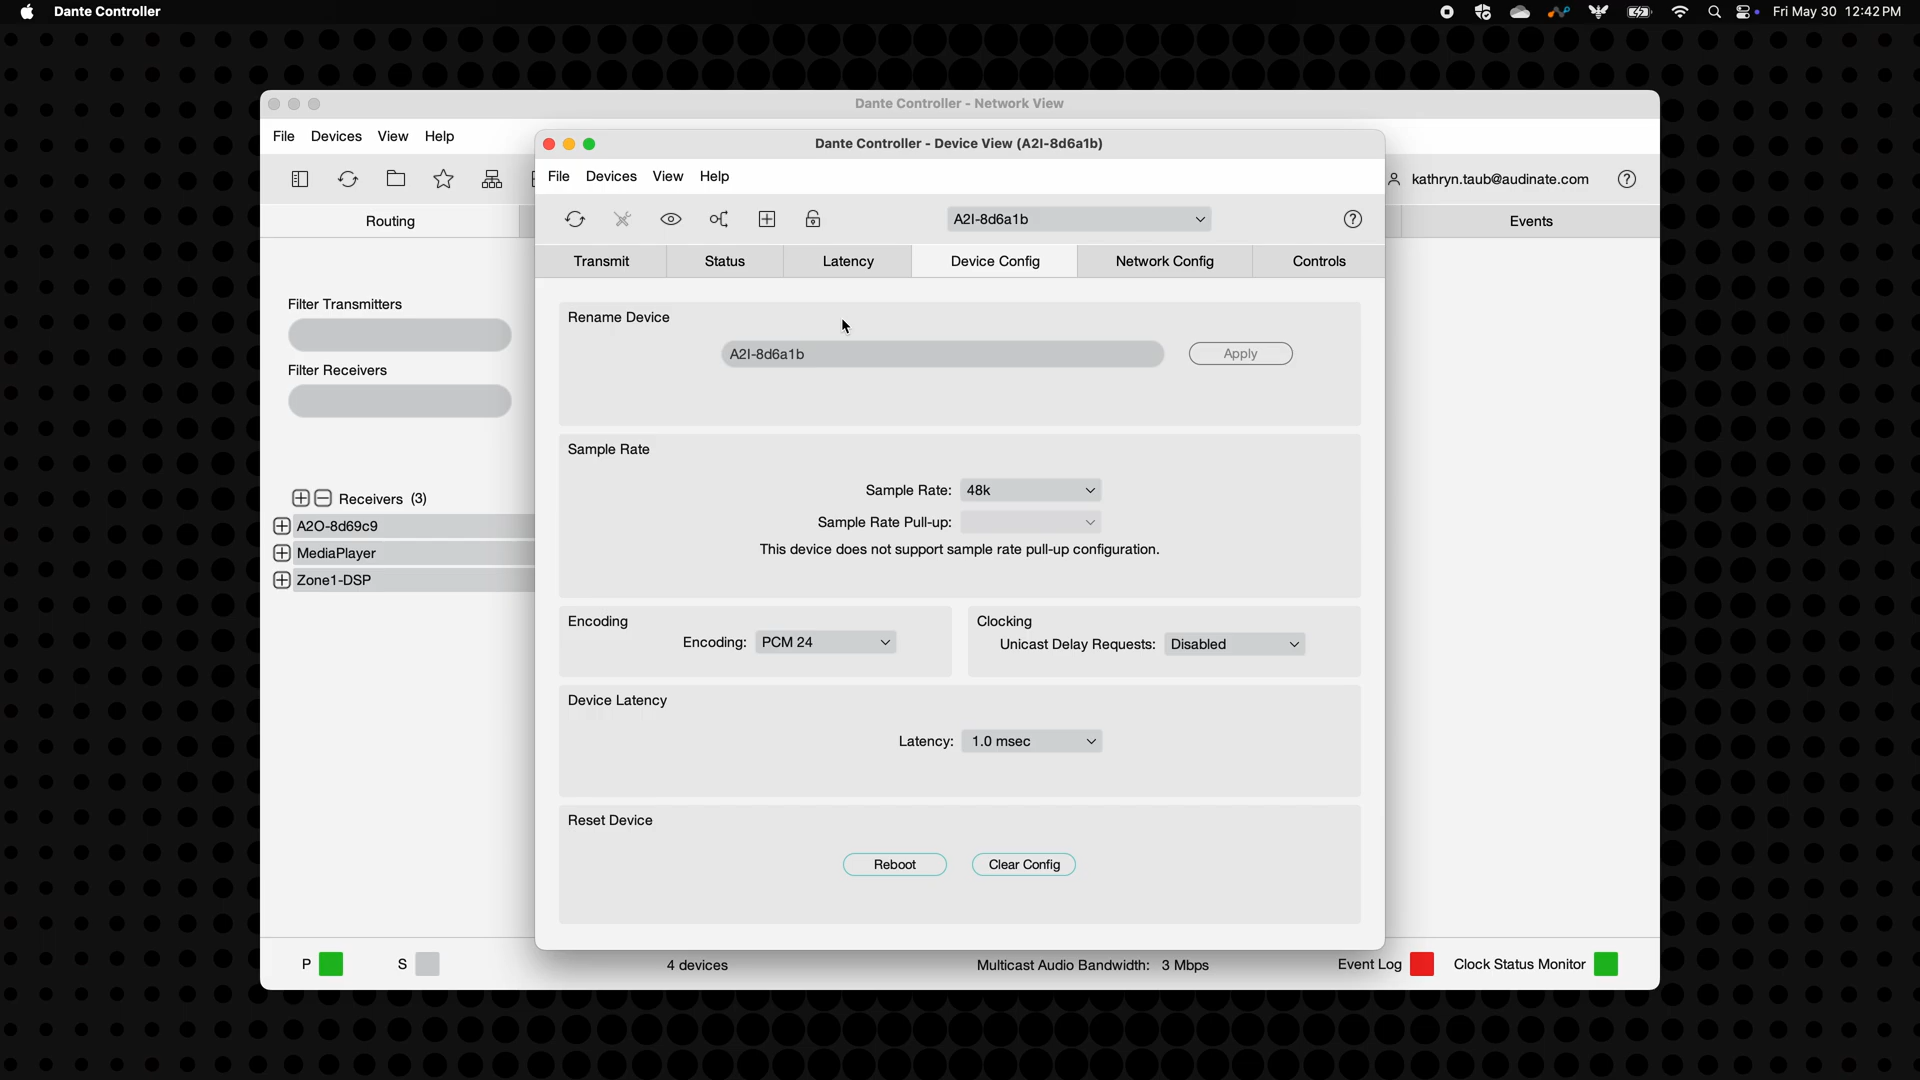 Dante Controller
Fri May 30 12:42 PM
Dante Controller - Network View
File Devices View Help
kathryn.taub@audinate.com
Routing
Events
Filter Transmitters
Filter Receivers
Receivers (3)
A2O-8d69c9
MediaPlayer
Zone1-DSP
Dante Controller - Device View (A2I-8d6a1b)
File Devices View Help
A2I-8d6a1b
Transmit Status Latency Device Config Network Config Controls
Rename Device
A2I-8d6a1b Apply
Sample Rate
Sample Rate: 48k
Sample Rate Pull-up:
This device does not support sample rate pull-up configuration.
Encoding
Encoding: PCM 24
Clocking
Unicast Delay Requests: Disabled
Device Latency
Latency: 1.0 msec
Reset Device
Reboot Clear Config
P S 4 devices Multicast Audio Bandwidth: 3 Mbps Event Log Clock Status Monitor